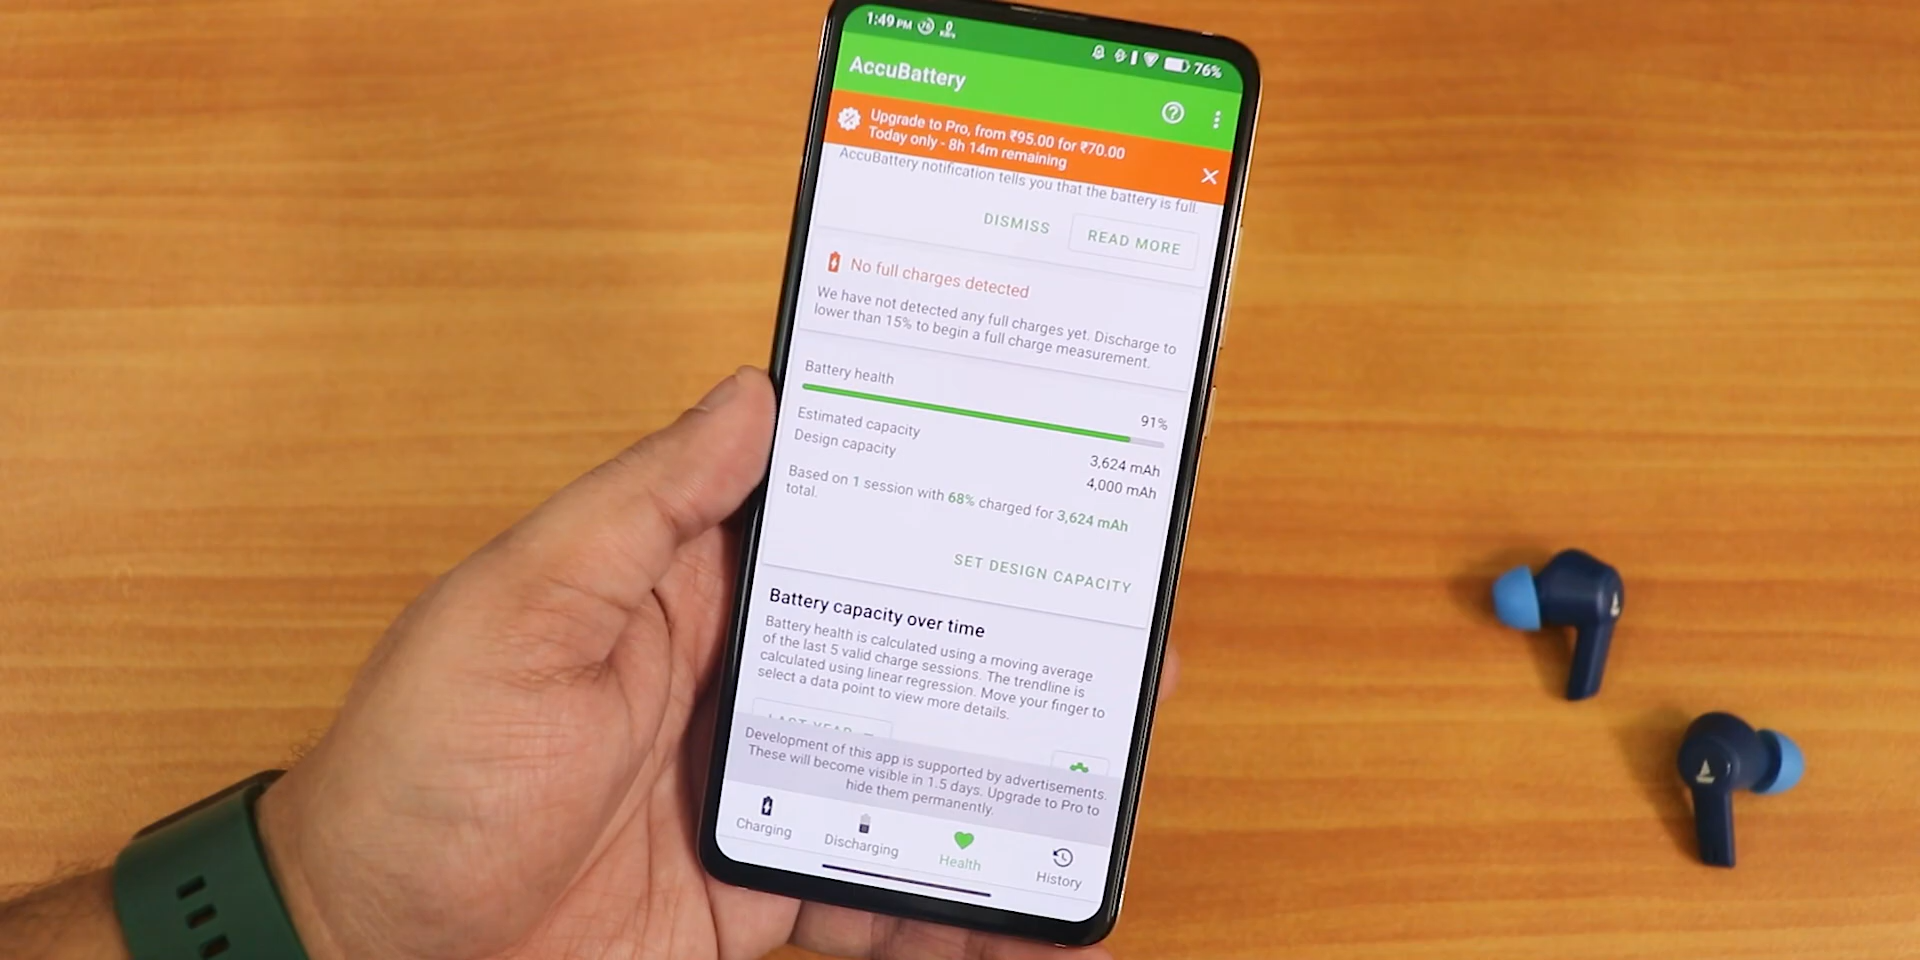 1:49 PM 76 0 KB/s 76%
AccuBattery
Upgrade to Pro, from ₹95.00 for ₹70.00
Today only - 8h 14m remaining
AccuBattery notification tells you that the battery is full.
DISMISS READ MORE
No full charges detected
We have not detected any full charges yet. Discharge to
lower than 15% to begin a full charge measurement.
Battery health
91%
Estimated capacity 3,624 mAh
Design capacity 4,000 mAh
Based on 1 session with 68% charged for 3,624 mAh
total.
SET DESIGN CAPACITY
Battery capacity over time
Battery health is calculated using a moving average
of the last 5 valid charge sessions. The trendline is
calculated using linear regression. Move your finger to
select a data point to view more details.
LAST YEAR
Development of this app is supported by advertisements.
These will become visible in 1.5 days. Upgrade to Pro to
hide them permanently.
Charging Discharging Health History